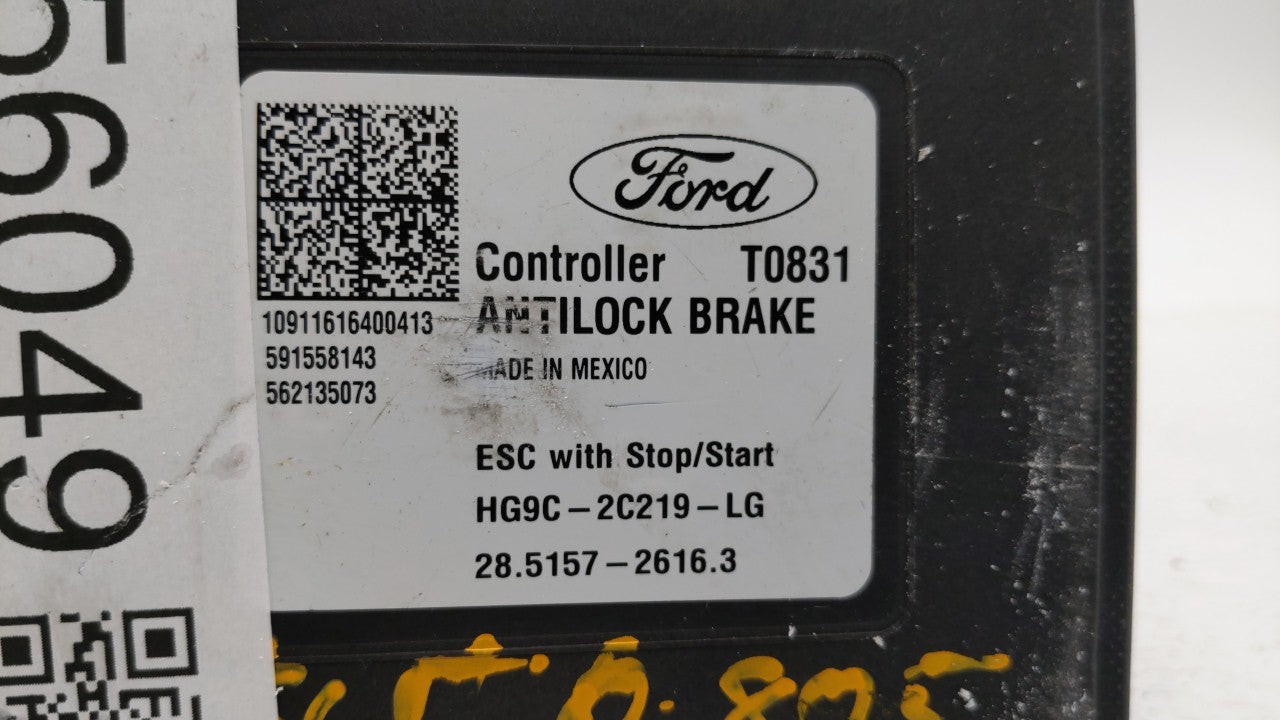 56049
Ford
Controller T0831
ANTILOCK BRAKE
10911616400413
591558143
562135073
MADE IN MEXICO
ESC with Stop/Start
HG9C-2C219-LG
28.5157-2616.3